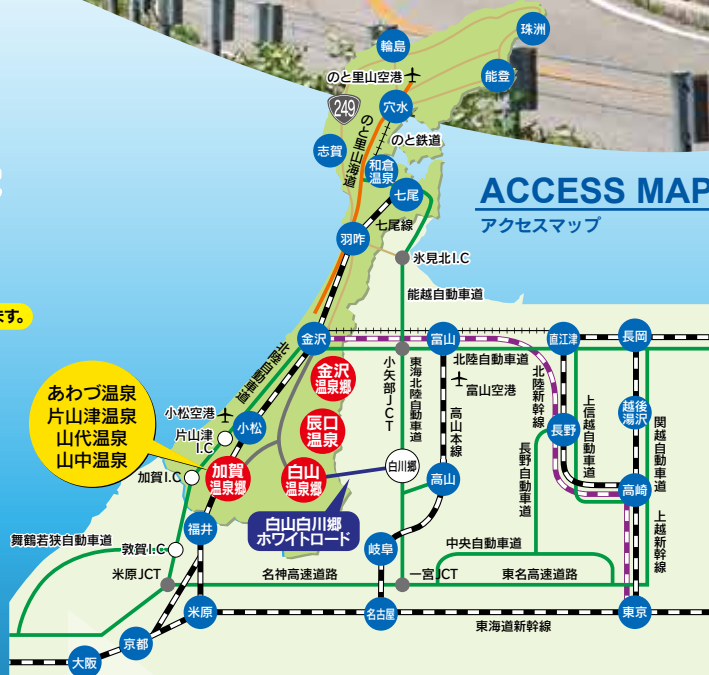 珠洲
輪島
のと里山空港
能登
249
穴水
のと鉄道
のと里山海道
志賀
和倉
温泉
七尾
ACCESS MAP
アクセスマップ
七尾線
羽咋
氷見北I.C
能越自動車道
ます。
金沢
富山
直江津
長岡
北陸自動車道
北陸自動車道
金沢
温泉郷
小矢部JCT
東海北陸自動車道
富山空港
高山本線
北陸新幹線
上信越自動車道
越後
湯沢
関越自動車道
あわづ温泉
片山津温泉
山代温泉
山中温泉
小松空港
片山津
I.C
小松
辰口
温泉
長野
長野自動車道
加賀I.C
加賀
温泉郷
白山
温泉郷
白川郷
高山
高崎
上越新幹線
白山白川郷
ホワイトロード
福井
舞鶴若狭自動車道
敦賀I.C
岐阜
中央自動車道
米原JCT
名神高速道路
一宮JCT
東名高速道路
米原
名古屋
東京
東海道新幹線
京都
大阪